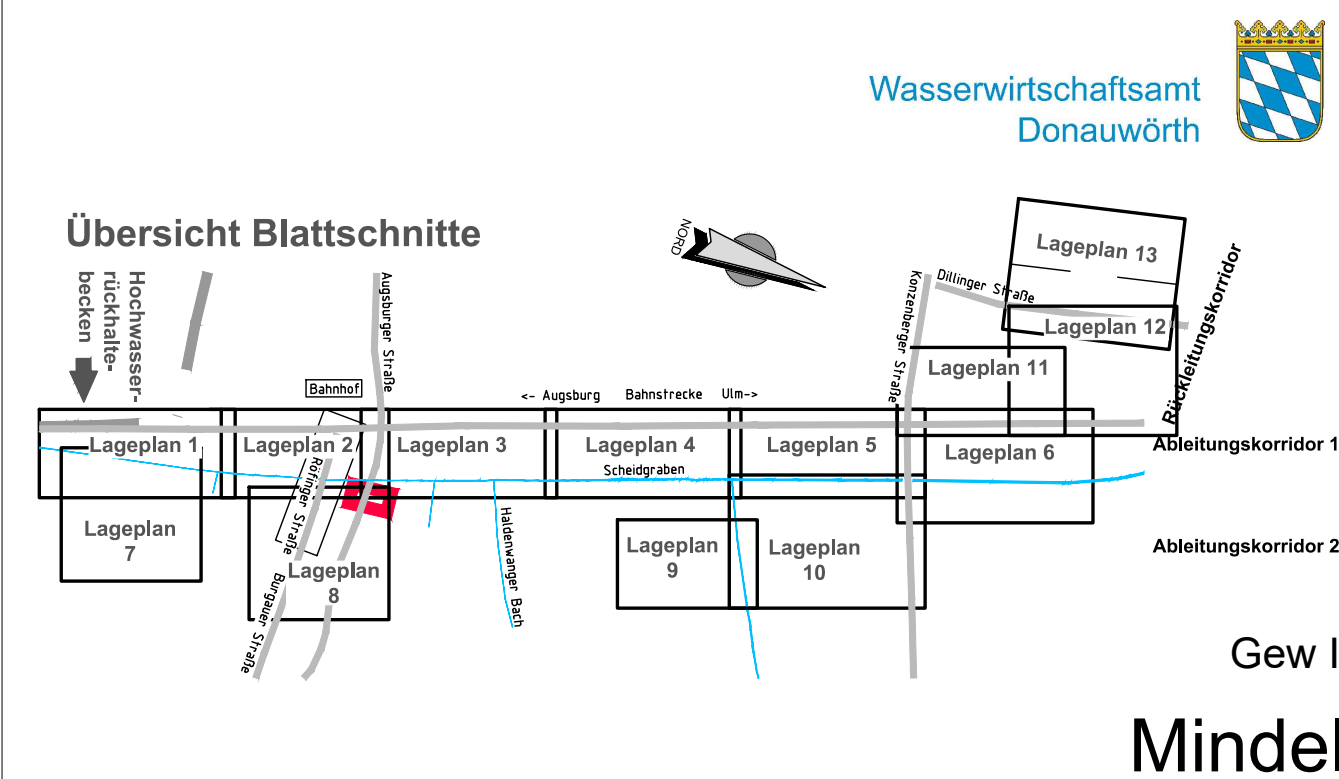 Wasserwirtschaftsamt
Donauwörth
Übersicht Blattschnitte
NORD
Hochwasser-
rückhalte-
becken
Augsburger Straße
Konzenberger Straße
Dillinger Straße
Lageplan 13
Lageplan 12
Lageplan 11
Rückleitungskorridor
Bahnhof
<- Augsburg Bahnstrecke Ulm->
Lageplan 1
Lageplan 2
Lageplan 3
Lageplan 4
Lageplan 5
Lageplan 6
Ableitungskorridor 1
Scheidgraben
Röfinger Straße
Haldenwanger Bach
Lageplan
7
Lageplan
8
Lageplan
9
Lageplan
10
Ableitungskorridor 2
Burgauer Straße
Gew I
Mindel